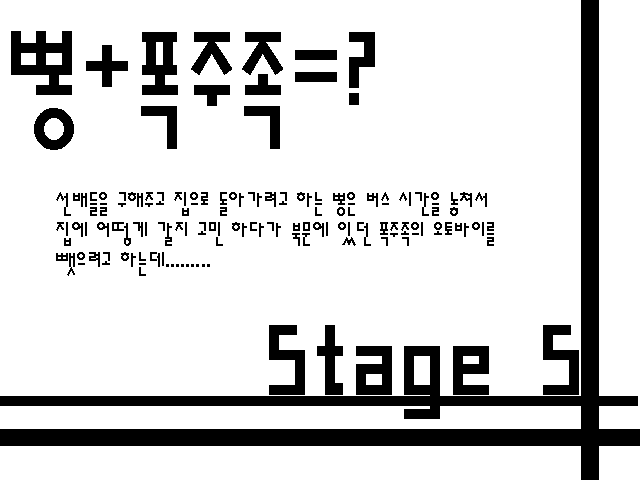 뽕+폭주족=?
선배들을 구해주고 집으로 돌아가려고 하는 뽕은 버스 시간을 놓쳐서
집에 어떻게 갈지 고민 하다가 북문에 있던 폭주족의 오토바이를
뺐으려고 하는데.........
Stage 5